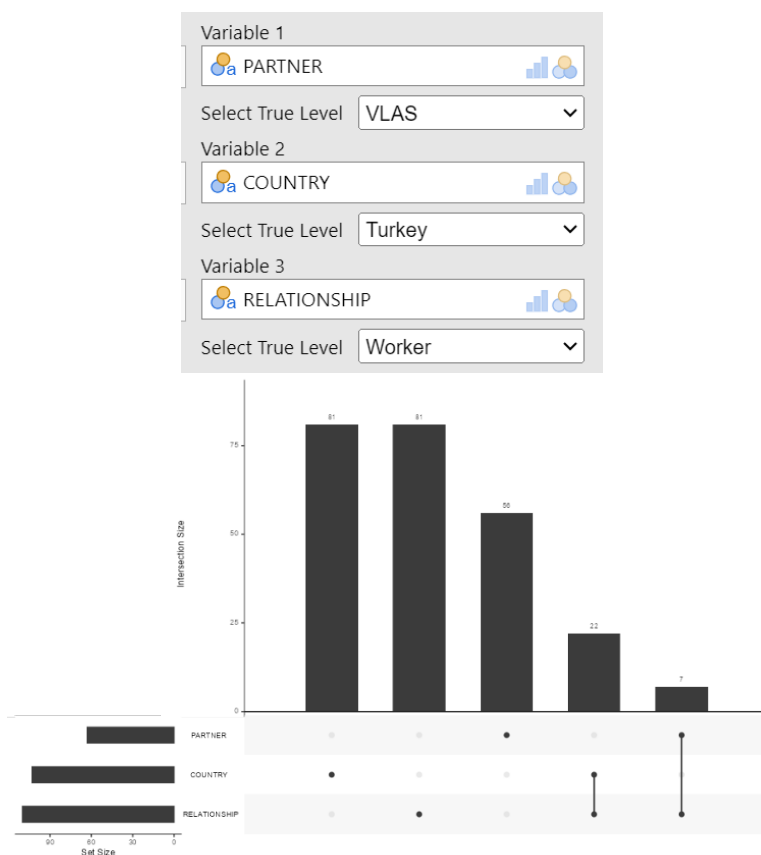 Variable 1
a PARTNER
Select True Level VLAS
Variable 2
a COUNTRY
Select True Level Turkey
Variable 3
a RELATIONSHIP
Select True Level Worker
81 81
75
56
50
Intersection Size
25
22
7
0
PARTNER
COUNTRY
RELATIONSHIP
90 60 30 0
Set Size